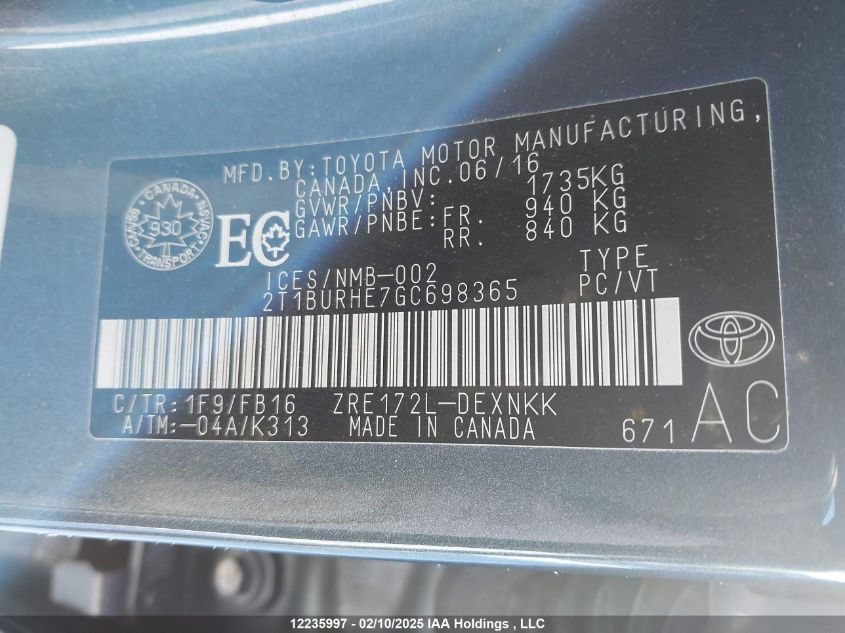 MFD.BY:TOYOTA MOTOR MANUFACTURING,
CANADA,INC.06/16
GVWR/PNBV: 1735KG
GAWR/PNBE:FR. 940 KG
RR. 840 KG
CANADA
930
TRANSPORT
EC
ICES/NMB-002
TYPE
2T1BURHE7GC698365
PC/VT
C/TR:1F9/FB16 ZRE172L-DEXNKK
A/TM:-04A/K313 MADE IN CANADA
671 AC
12235997 - 02/10/2025 IAA Holdings , LLC